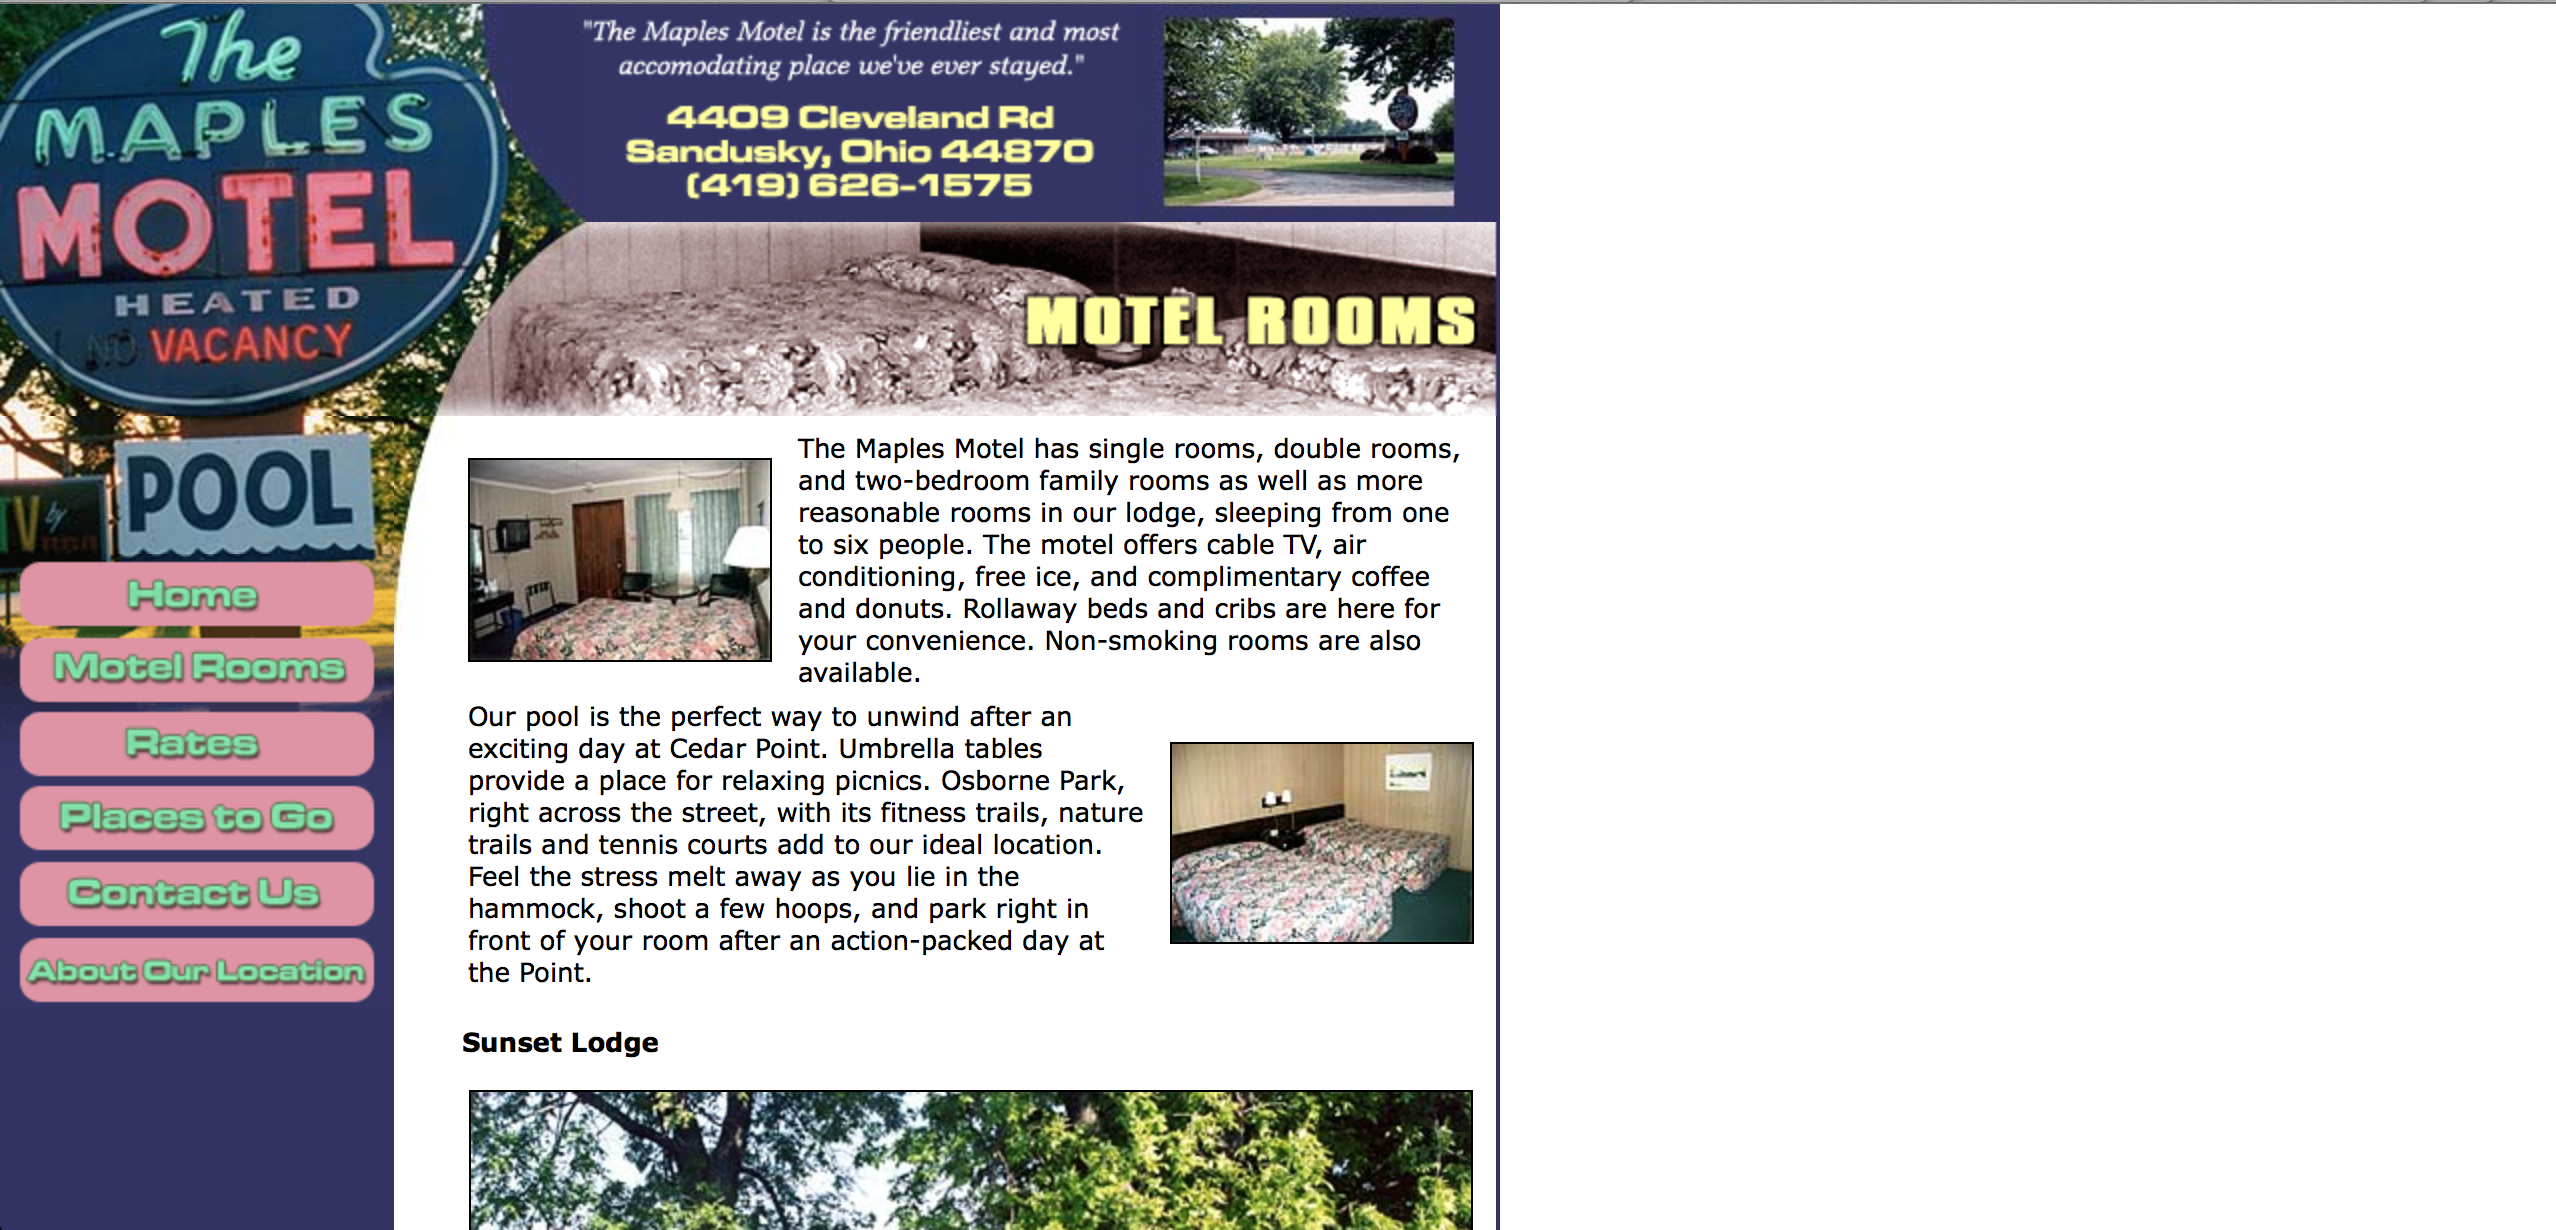 The
MAPLES
MOTEL
HEATED
NO VACANCY
POOL
TV by
RCA
"The Maples Motel is the friendliest and most
accomodating place we've ever stayed."
4409 Cleveland Rd
Sandusky, Ohio 44870
(419) 626-1575
MOTEL ROOMS
Home
Motel Rooms
Rates
Places to Go
Contact Us
About Our Location
The Maples Motel has single rooms, double rooms,
and two-bedroom family rooms as well as more
reasonable rooms in our lodge, sleeping from one
to six people. The motel offers cable TV, air
conditioning, free ice, and complimentary coffee
and donuts. Rollaway beds and cribs are here for
your convenience. Non-smoking rooms are also
available.
Our pool is the perfect way to unwind after an
exciting day at Cedar Point. Umbrella tables
provide a place for relaxing picnics. Osborne Park,
right across the street, with its fitness trails, nature
trails and tennis courts add to our ideal location.
Feel the stress melt away as you lie in the
hammock, shoot a few hoops, and park right in
front of your room after an action-packed day at
the Point.
Sunset Lodge